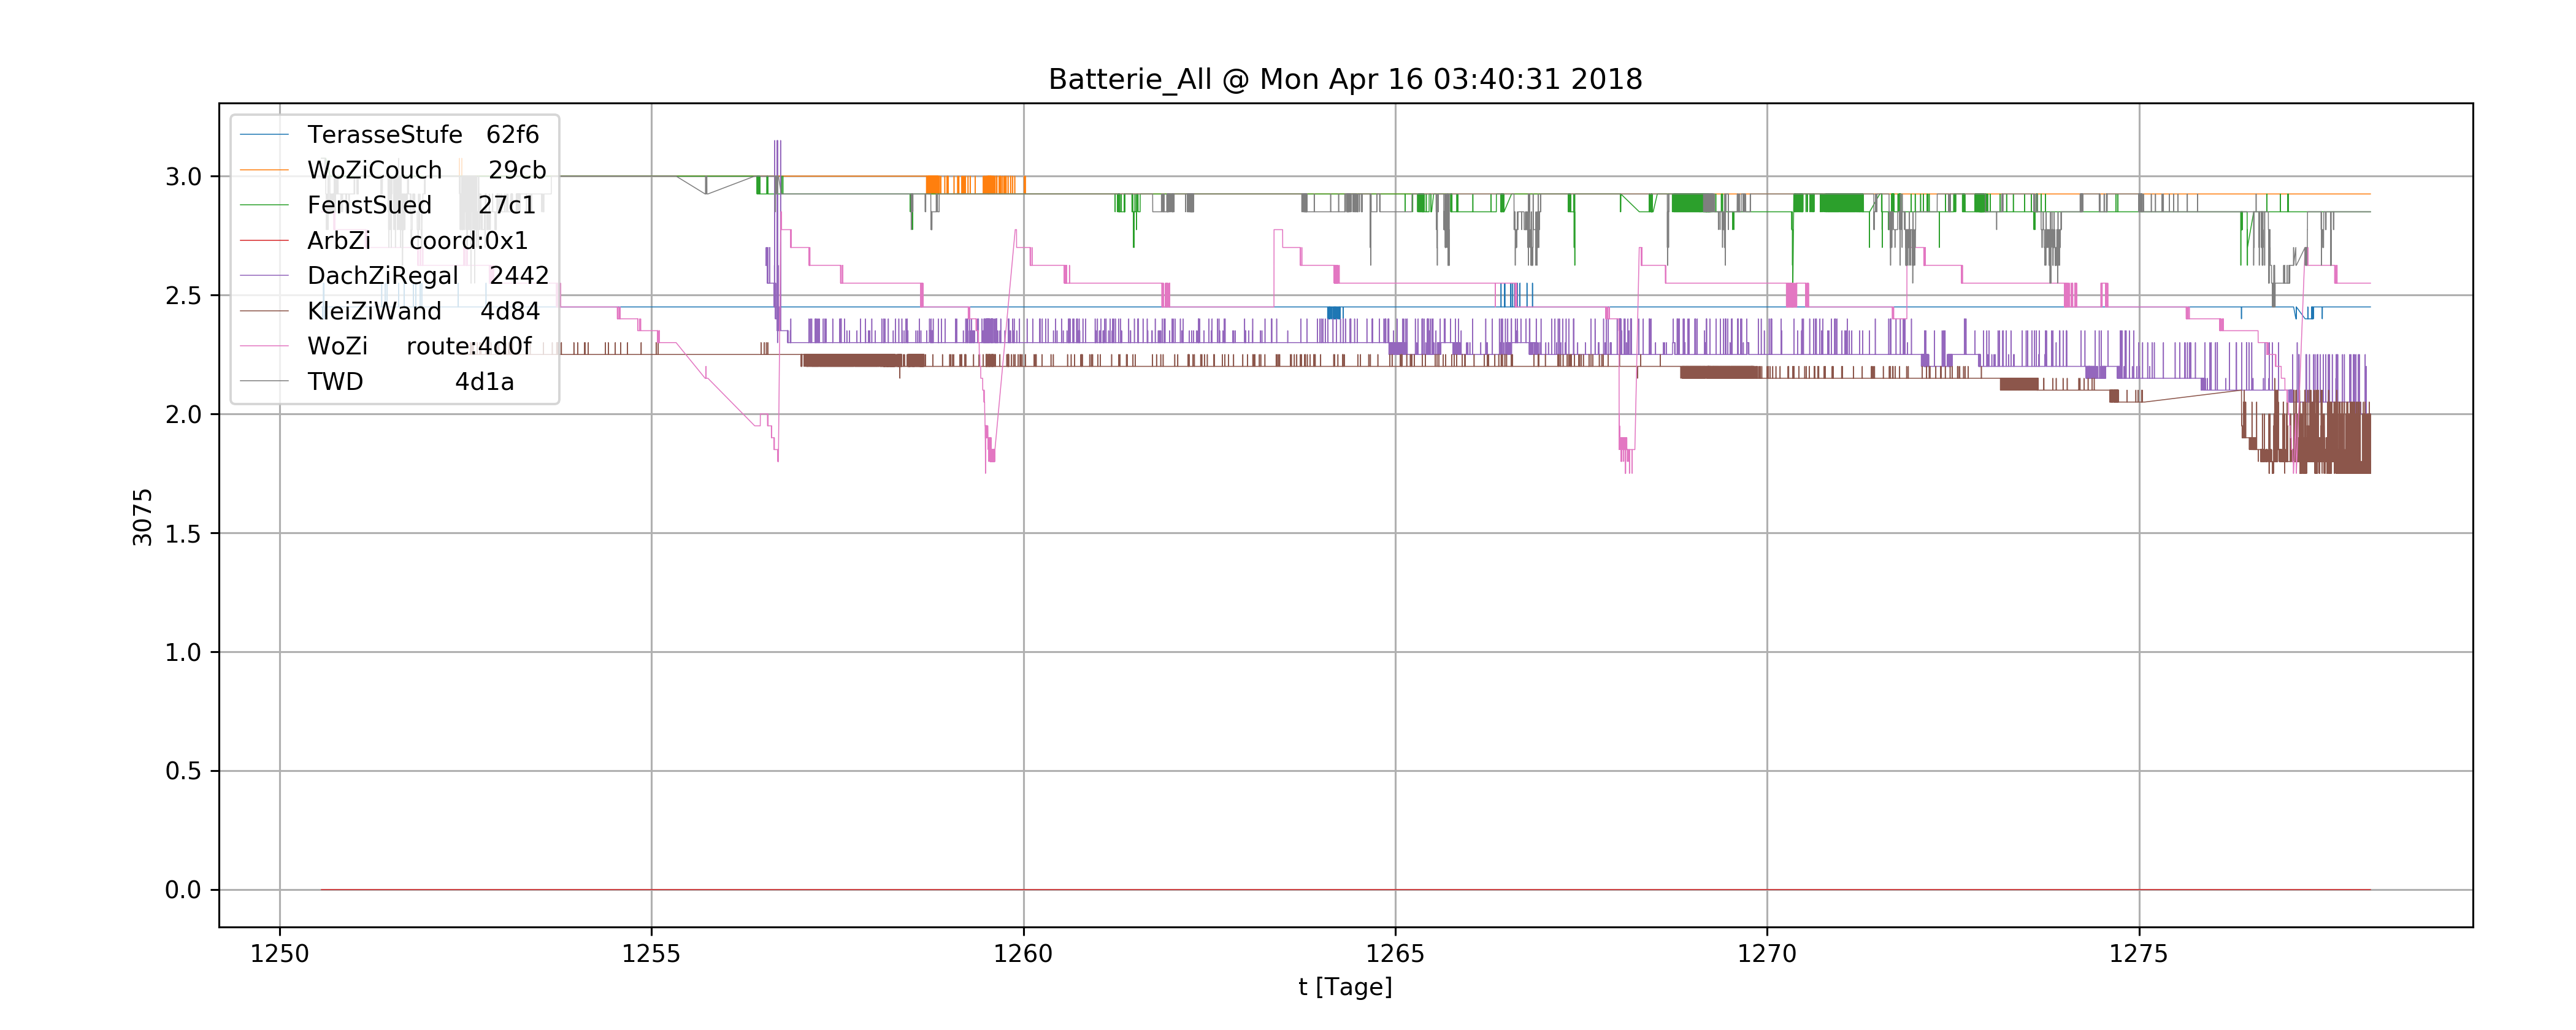 Batterie_All @ Mon Apr 16 03:40:31 2018
TerasseStufe 62f6
WoZiCouch 29cb
FenstSued 27c1
ArbZi coord:0x1
DachZiRegal 2442
KleiZiWand 4d84
WoZi route:4d0f
TWD 4d1a
3.0
2.5
2.0
1.5
1.0
0.5
0.0
3075
1250 1255 1260 1265 1270 1275
t [Tage]